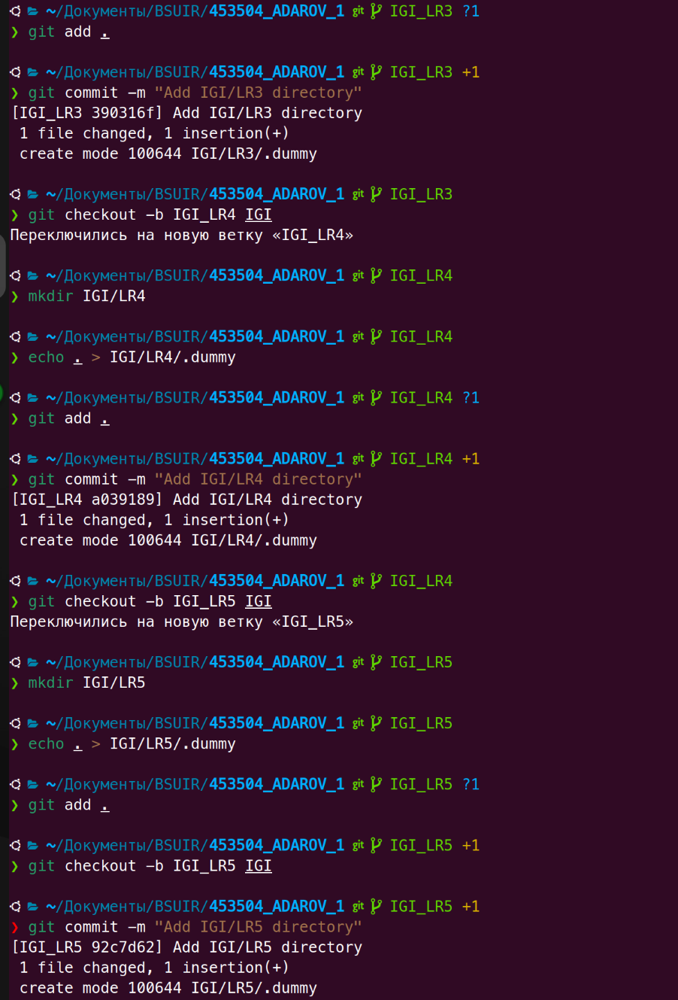 ~/Документы/BSUIR/453504_ADAROV_1 git IGI_LR3 ?1
❯ git add .
~/Документы/BSUIR/453504_ADAROV_1 git IGI_LR3 +1
❯ git commit -m "Add IGI/LR3 directory"
[IGI_LR3 390316f] Add IGI/LR3 directory
1 file changed, 1 insertion(+)
create mode 100644 IGI/LR3/.dummy
~/Документы/BSUIR/453504_ADAROV_1 git IGI_LR3
❯ git checkout -b IGI_LR4 IGI
Переключились на новую ветку «IGI_LR4»
~/Документы/BSUIR/453504_ADAROV_1 git IGI_LR4
❯ mkdir IGI/LR4
~/Документы/BSUIR/453504_ADAROV_1 git IGI_LR4
❯ echo . > IGI/LR4/.dummy
~/Документы/BSUIR/453504_ADAROV_1 git IGI_LR4 ?1
❯ git add .
~/Документы/BSUIR/453504_ADAROV_1 git IGI_LR4 +1
❯ git commit -m "Add IGI/LR4 directory"
[IGI_LR4 a039189] Add IGI/LR4 directory
1 file changed, 1 insertion(+)
create mode 100644 IGI/LR4/.dummy
~/Документы/BSUIR/453504_ADAROV_1 git IGI_LR4
❯ git checkout -b IGI_LR5 IGI
Переключились на новую ветку «IGI_LR5»
~/Документы/BSUIR/453504_ADAROV_1 git IGI_LR5
❯ mkdir IGI/LR5
~/Документы/BSUIR/453504_ADAROV_1 git IGI_LR5
❯ echo . > IGI/LR5/.dummy
~/Документы/BSUIR/453504_ADAROV_1 git IGI_LR5 ?1
❯ git add .
~/Документы/BSUIR/453504_ADAROV_1 git IGI_LR5 +1
❯ git checkout -b IGI_LR5 IGI
~/Документы/BSUIR/453504_ADAROV_1 git IGI_LR5 +1
❯ git commit -m "Add IGI/LR5 directory"
[IGI_LR5 92c7d62] Add IGI/LR5 directory
1 file changed, 1 insertion(+)
create mode 100644 IGI/LR5/.dummy